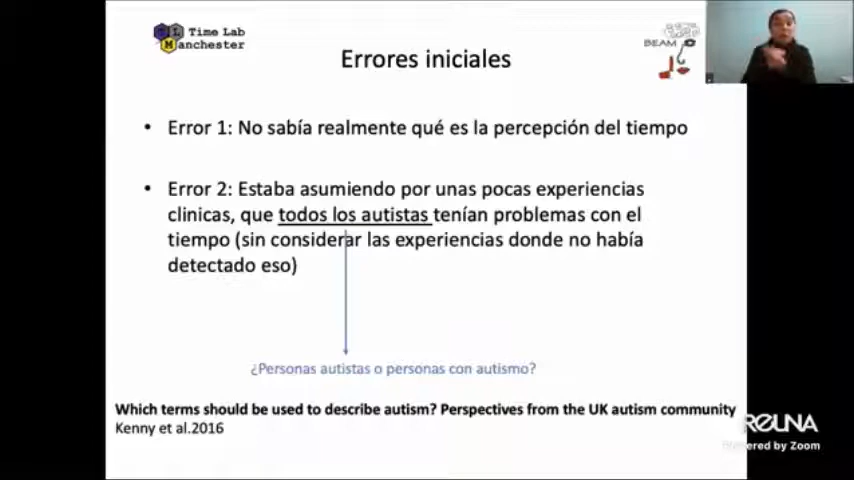 Time Lab
Manchester
BEAM
Errores iniciales
• Error 1: No sabía realmente qué es la percepción del tiempo
• Error 2: Estaba asumiendo por unas pocas experiencias
clinicas, que todos los autistas tenían problemas con el
tiempo (sin considerar las experiencias donde no había
detectado eso)
¿Personas autistas o personas con autismo?
Which terms should be used to describe autism? Perspectives from the UK autism community
Kenny et al.2016
REUNA
ered by Zoom